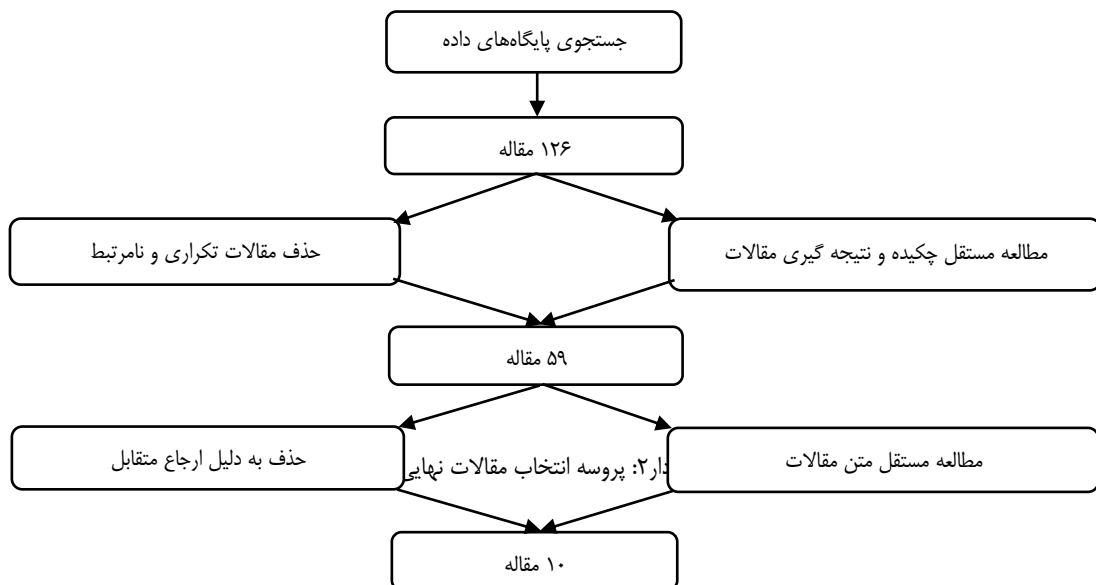 جستجوی پایگاه‌های داده
۱۲۶ مقاله
مطالعه مستقل چکیده و نتیجه گیری مقالات
حذف مقالات تکراری و نامرتبط
۵۹ مقاله
مطالعه مستقل متن مقالات
دار۲: پروسه انتخاب مقالات نهایی
حذف به دلیل ارجاع متقابل
۱۰ مقاله